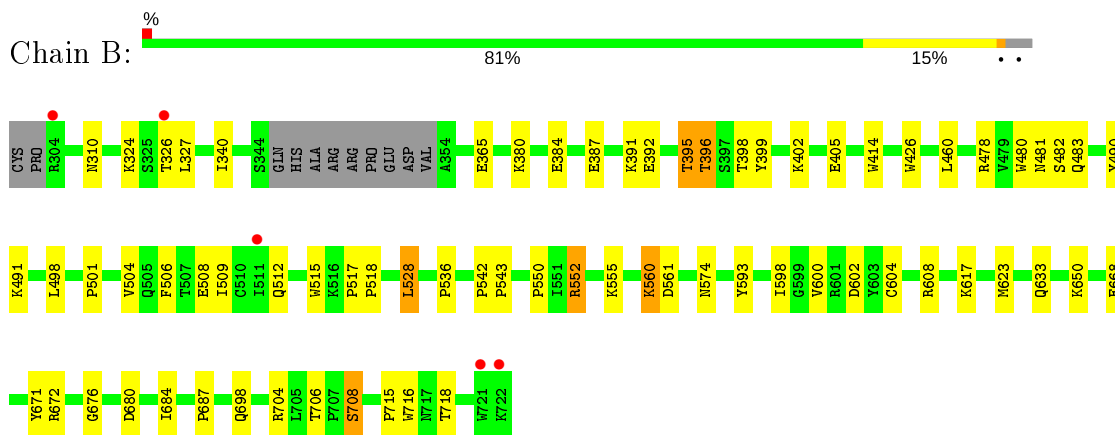 %
Chain B:
81% 15%
CYS PRO R304 N310 K324 S325 T326 L327 I340 S344 GLN HIS ALA ARG ARG PRO GLU ASP VAL A354 E365 K380 E384 E387 K391 E392 T395 T396 S397 T398 Y399 K402 E405 W414 W426 L460 R478 V479 W480 N481 S482 Q483 Y490
K491 L498 P501 V504 Q505 F506 T507 E508 I509 C510 I511 Q512 W515 K516 P517 P518 L528 P536 P542 P543 P550 I551 R552 K555 K560 D561 N574 Y593 I598 G599 V600 R601 D602 Y603 C604 R608 K617 M623 Q633 K650 E668
Y671 R672 G676 D680 I684 P687 Q698 R704 L705 T706 P707 S708 P715 W716 N717 T718 W721 K722